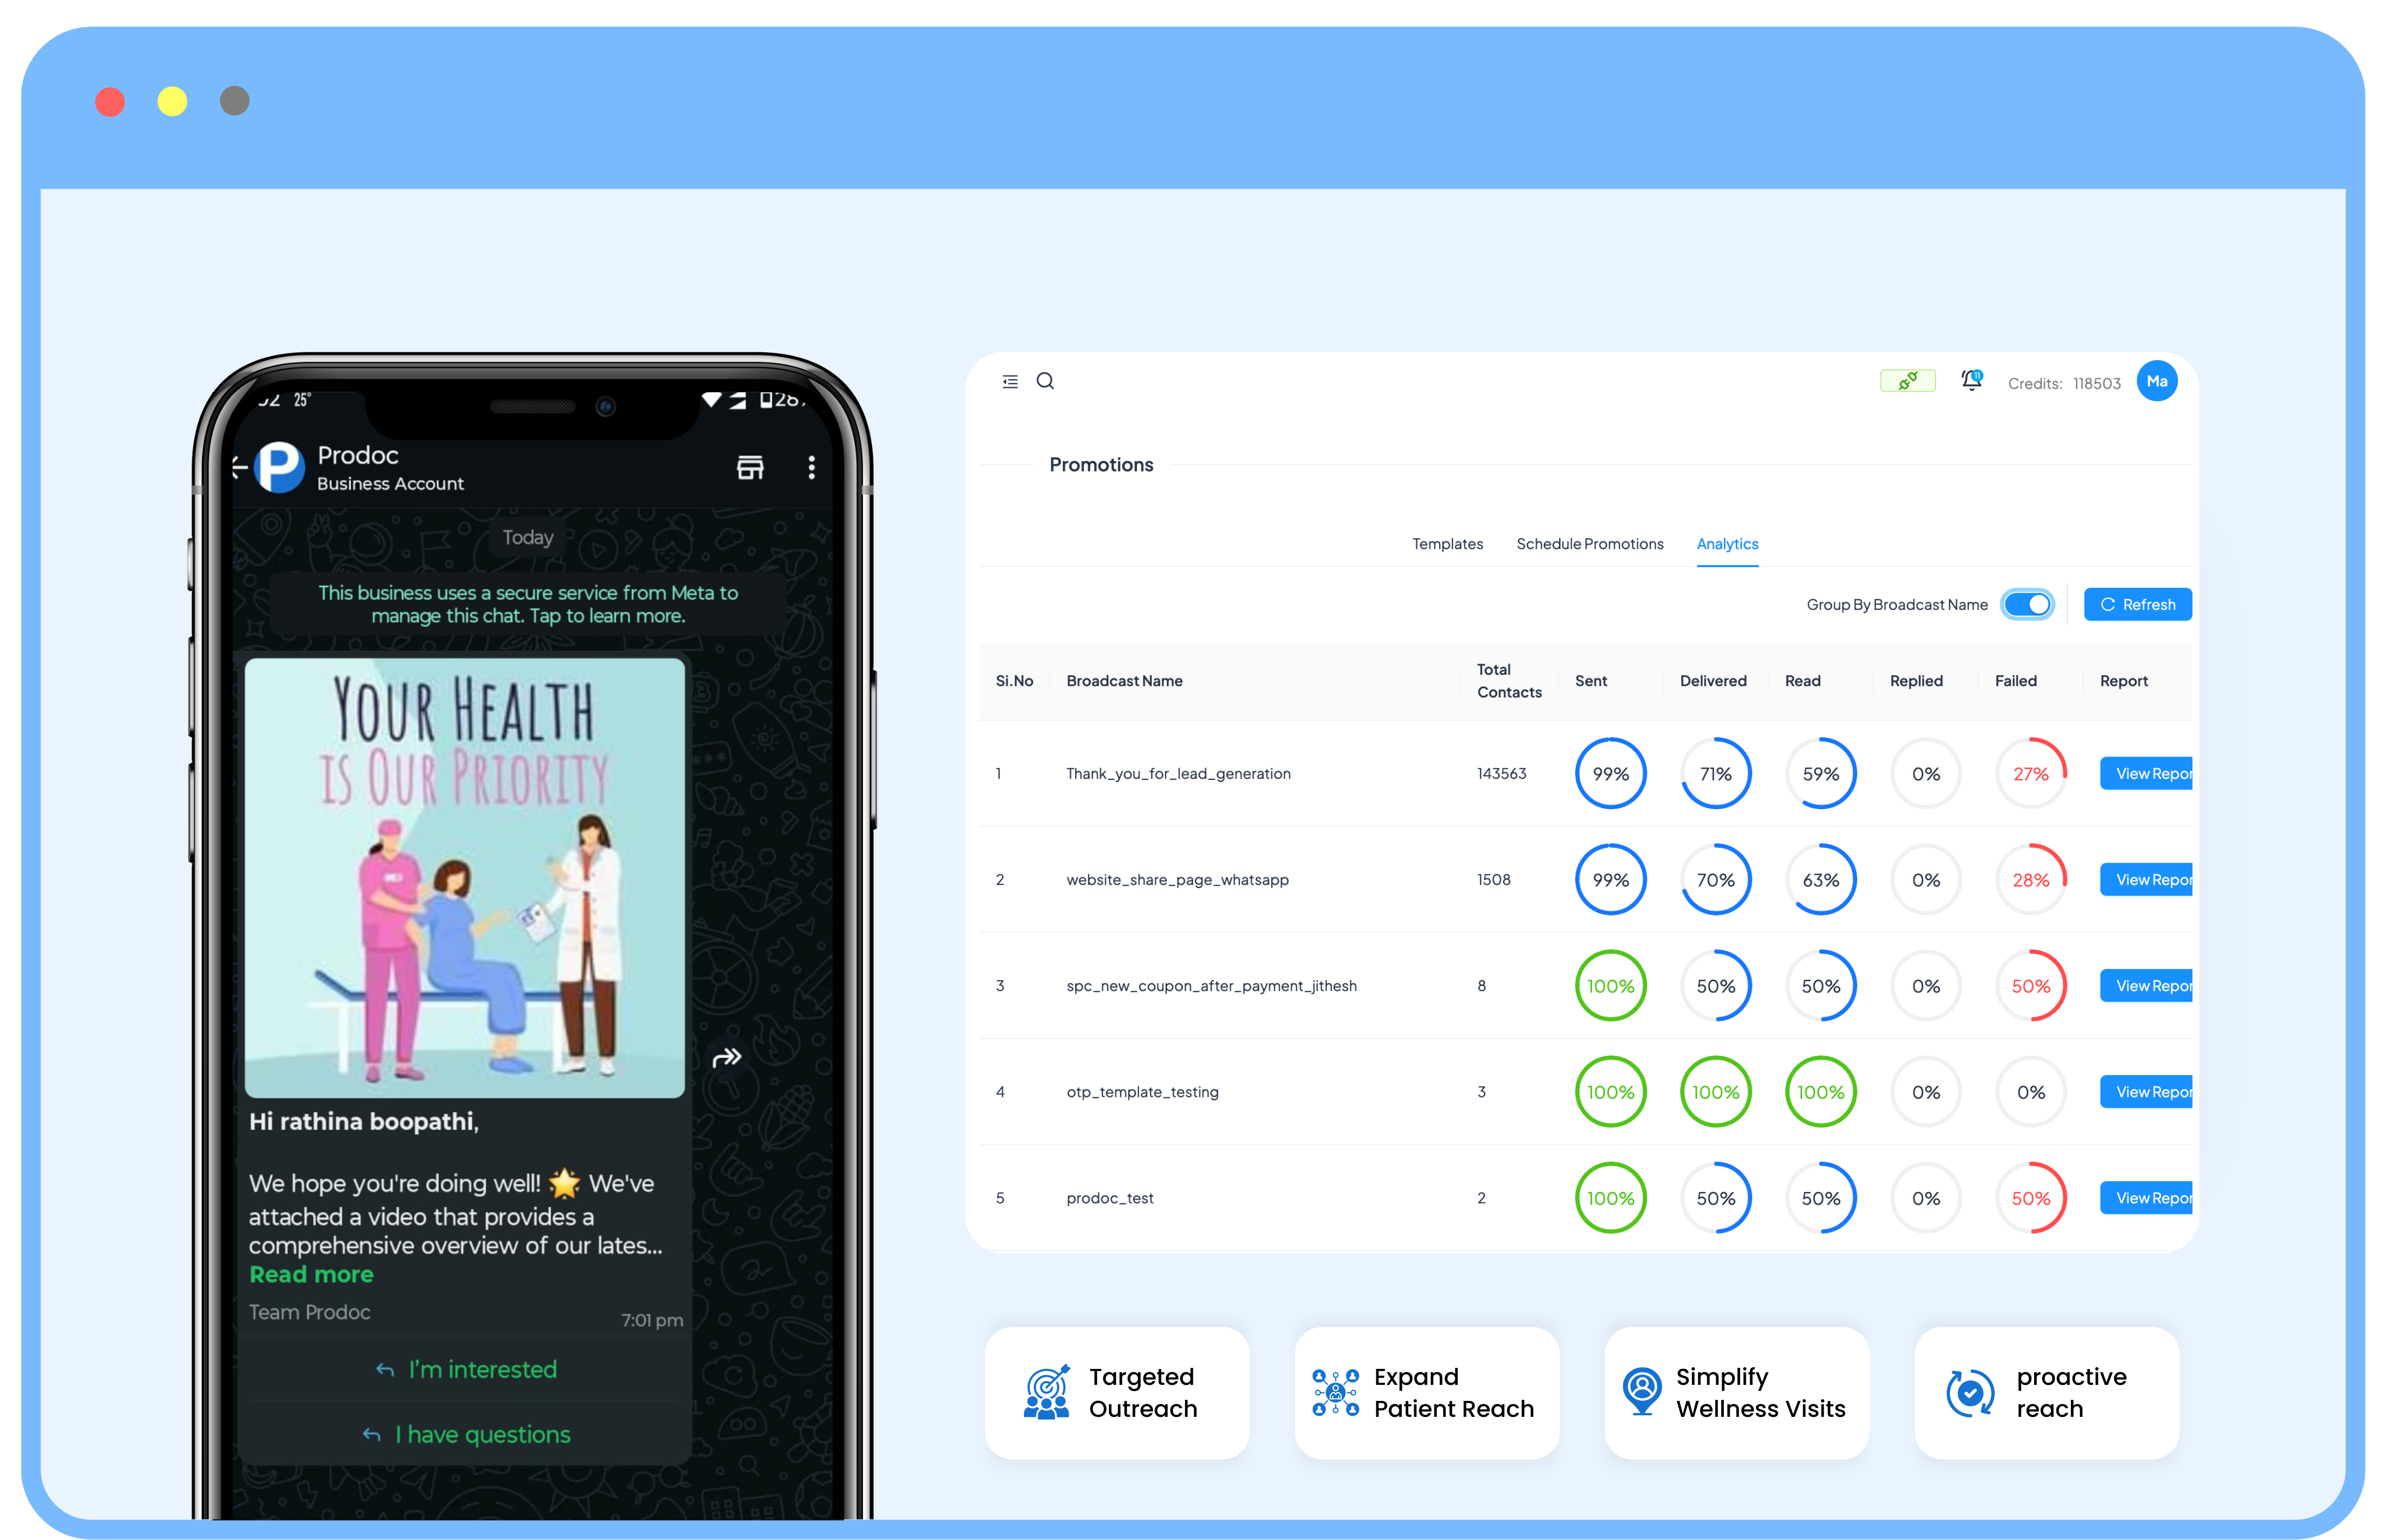 25°
Prodoc
Business Account
Today
This business uses a secure service from Meta to
manage this chat. Tap to learn more.
YOUR HEALTH
IS OUR PRIORITY
Hi rathina boopathi,
We hope you're doing well! 🌟 We've
attached a video that provides a
comprehensive overview of our lates...
Read more
Team Prodoc
7:01 pm
I'm interested
I have questions
11
Credits: 118503
Ma
Promotions
Templates Schedule Promotions Analytics
Group By Broadcast Name Refresh
Si.No Broadcast Name Total Contacts Sent Delivered Read Replied Failed Report
1 Thank_you_for_lead_generation 143563 99% 71% 59% 0% 27% View Repor
2 website_share_page_whatsapp 1508 99% 70% 63% 0% 28% View Repor
3 spc_new_coupon_after_payment_jithesh 8 100% 50% 50% 0% 50% View Repor
4 otp_template_testing 3 100% 100% 100% 0% 0% View Repor
5 prodoc_test 2 100% 50% 50% 0% 50% View Repor
Targeted
Outreach
Expand
Patient Reach
Simplify
Wellness Visits
proactive
reach